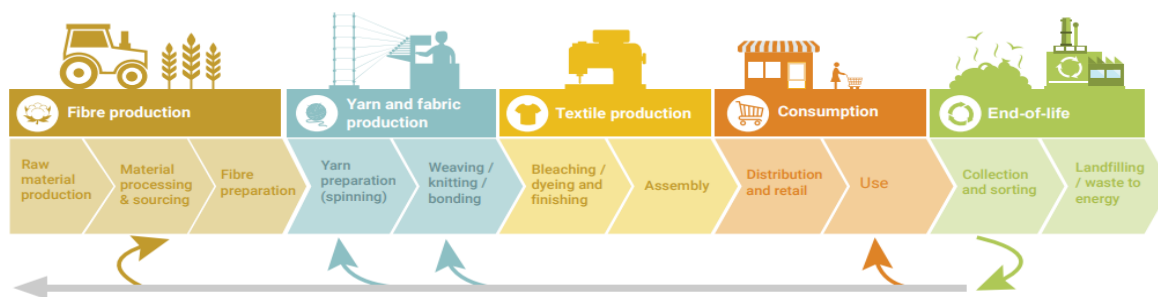 Fibre production
Yarn and fabric
production
Textile production
Consumption
End-of-life
Raw
material
production
Material
processing
& sourcing
Fibre
preparation
Yarn
preparation
(spinning)
Weaving /
knitting /
bonding
Bleaching /
dyeing and
finishing
Assembly
Distribution
and retail
Use
Collection
and sorting
Landfilling
/ waste to
energy